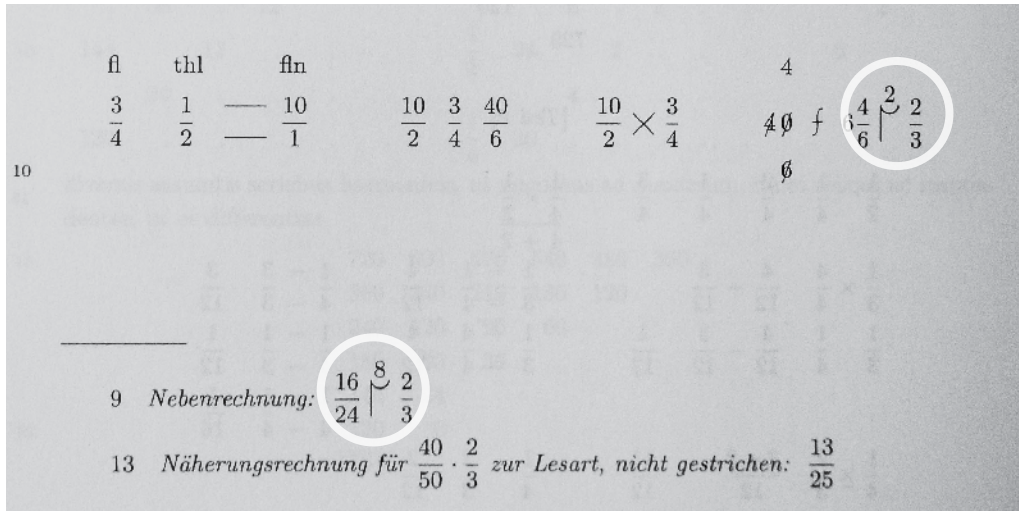 fl thl fln
3/4 1/2 — 10/1 10/2 3/4 40/6 10/2 × 3/4 4 40 f 6 4/6 2 2/3
10 6
9 Nebenrechnung: 16/24 8 2/3
13 Näherungsrechnung für 40/50 · 2/3 zur Lesart, nicht gestrichen: 13/25